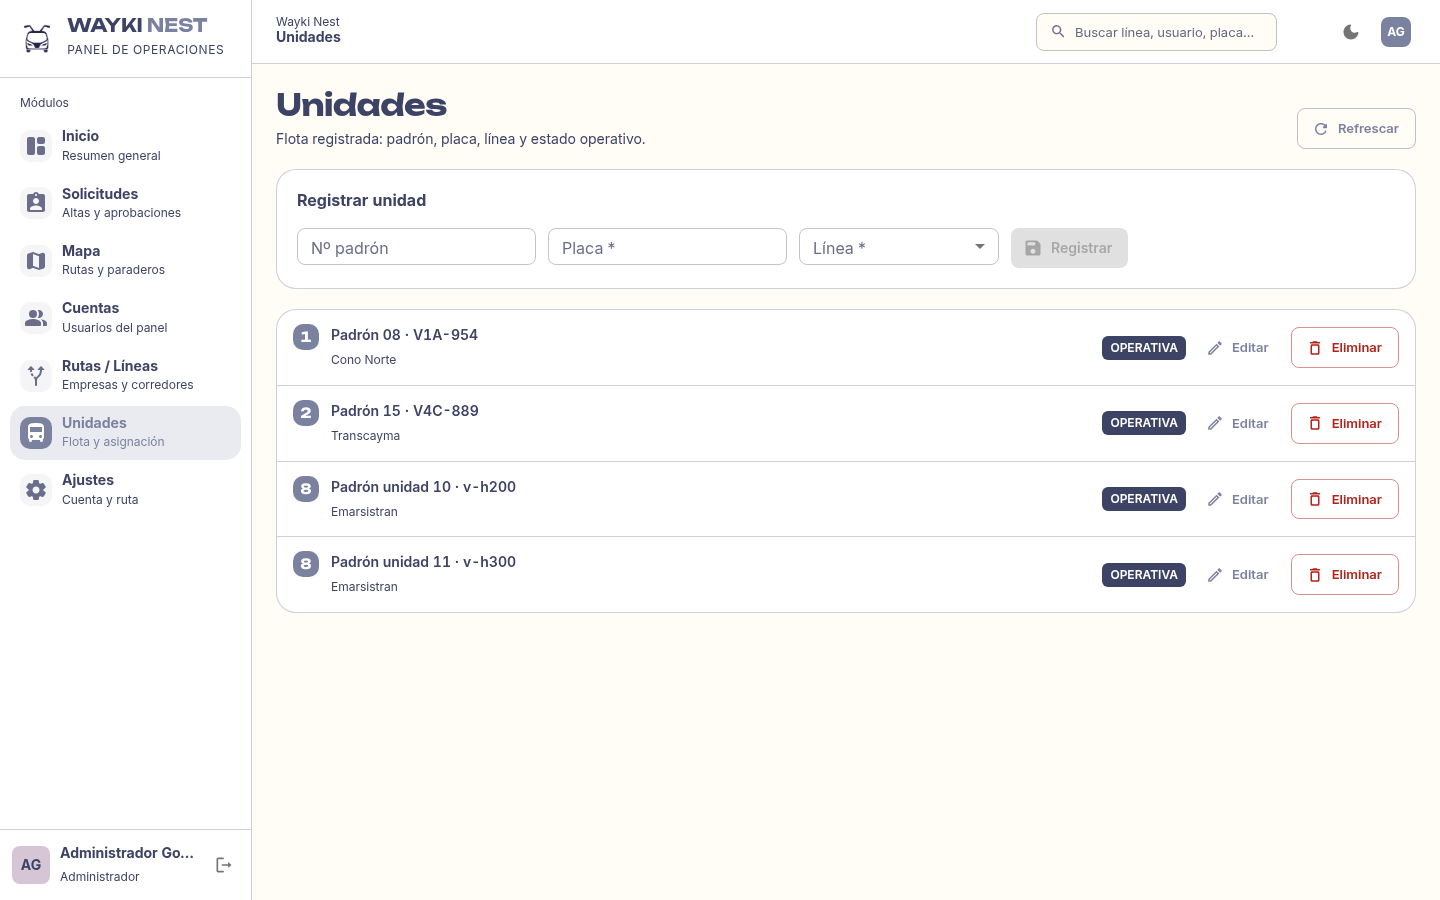 WAYKI NEST
PANEL DE OPERACIONES
Módulos
Inicio
Resumen general
Solicitudes
Altas y aprobaciones
Mapa
Rutas y paraderos
Cuentas
Usuarios del panel
Rutas / Líneas
Empresas y corredores
Unidades
Flota y asignación
Ajustes
Cuenta y ruta
AG
Administrador Go...
Administrador
Wayki Nest
Unidades
Buscar línea, usuario, placa...
AG
Unidades
Flota registrada: padrón, placa, línea y estado operativo.
Refrescar
Registrar unidad
Nº padrón
Placa *
Línea *
Registrar
1
Padrón 08 · V1A-954
Cono Norte
OPERATIVA
Editar
Eliminar
2
Padrón 15 · V4C-889
Transcayma
OPERATIVA
Editar
Eliminar
8
Padrón unidad 10 · v-h200
Emarsistran
OPERATIVA
Editar
Eliminar
8
Padrón unidad 11 · v-h300
Emarsistran
OPERATIVA
Editar
Eliminar